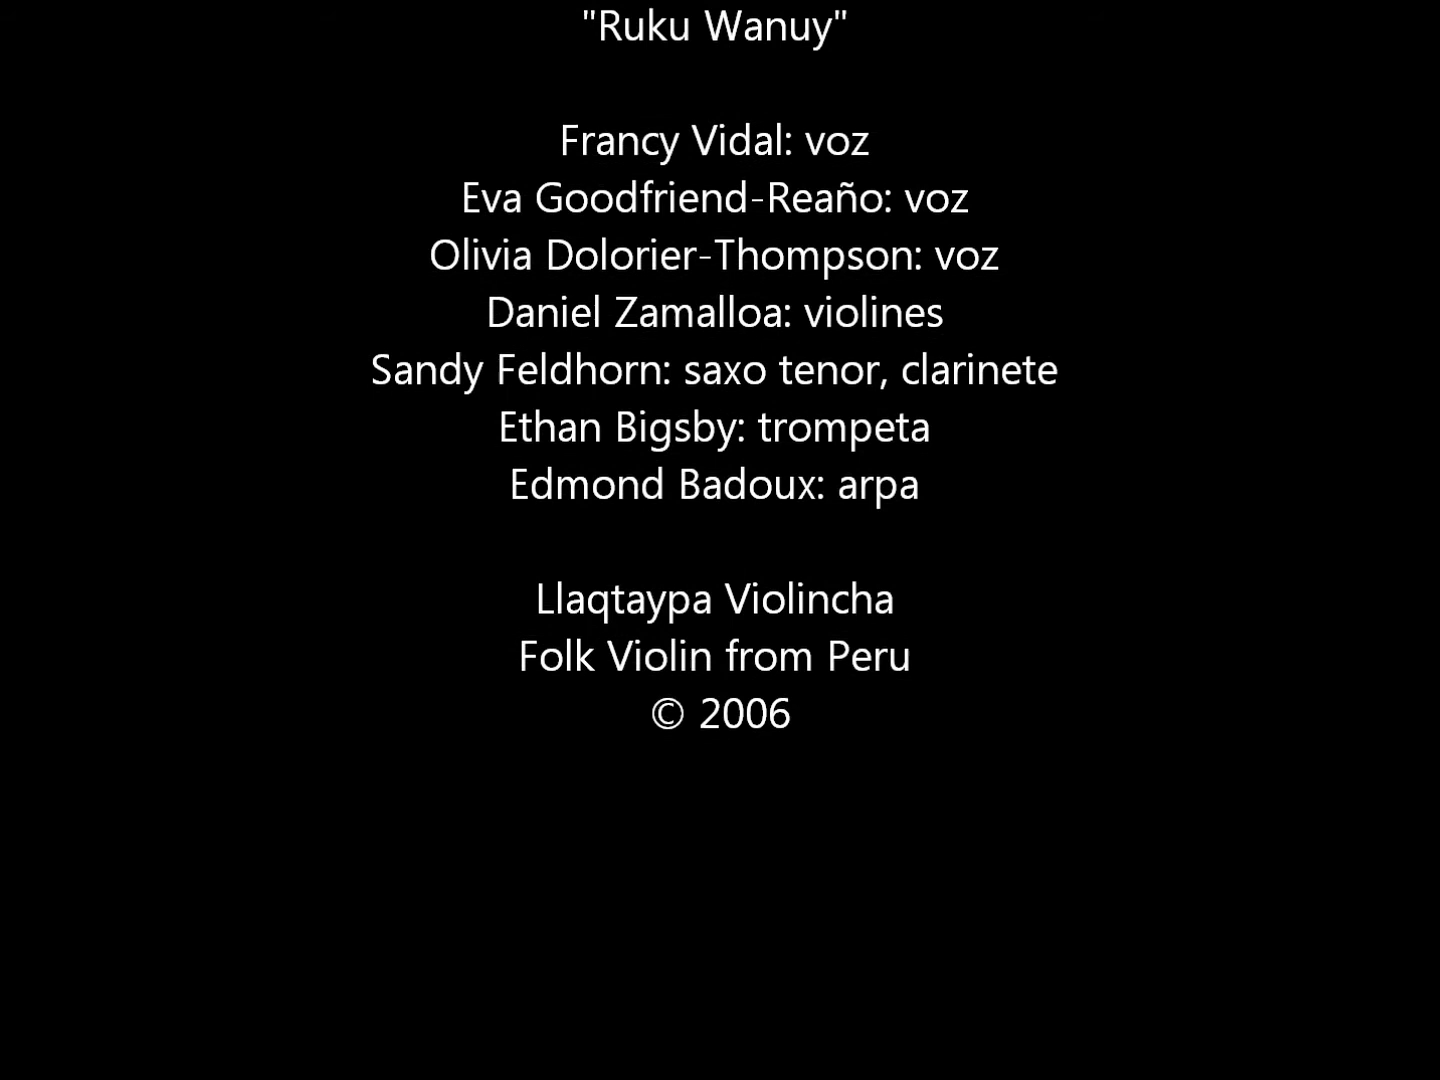 "Ruku Wanuy"
Francy Vidal: voz
Eva Goodfriend-Reaño: voz
Olivia Dolorier-Thompson: voz
Daniel Zamalloa: violines
Sandy Feldhorn: saxo tenor, clarinete
Ethan Bigsby: trompeta
Edmond Badoux: arpa
Llaqtaypa Violincha
Folk Violin from Peru
© 2006